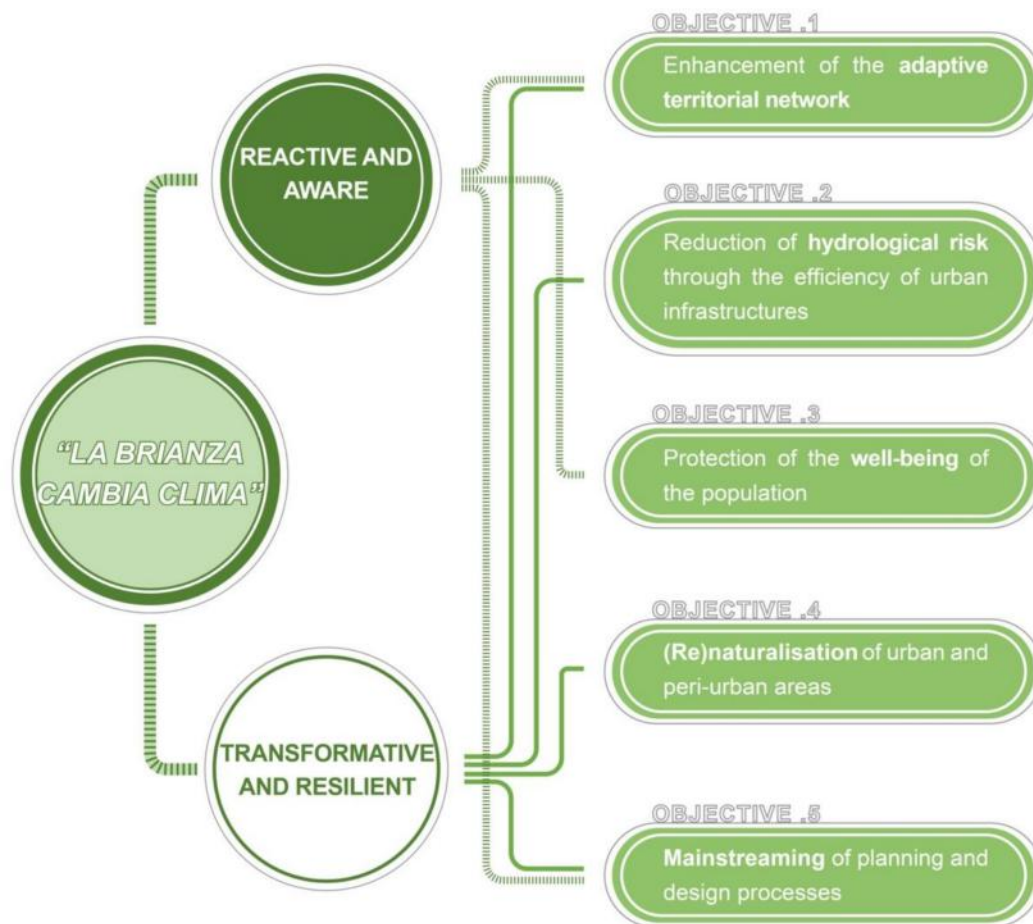 OBJECTIVE .1
Enhancement of the adaptive
territorial network
REACTIVE AND
AWARE
OBJECTIVE .2
Reduction of hydrological risk
through the efficiency of urban
infrastructures
"LA BRIANZA
CAMBIA CLIMA"
OBJECTIVE .3
Protection of the well-being of
the population
OBJECTIVE .4
(Re)naturalisation of urban and
peri-urban areas
TRANSFORMATIVE
AND RESILIENT
OBJECTIVE .5
Mainstreaming of planning and
design processes